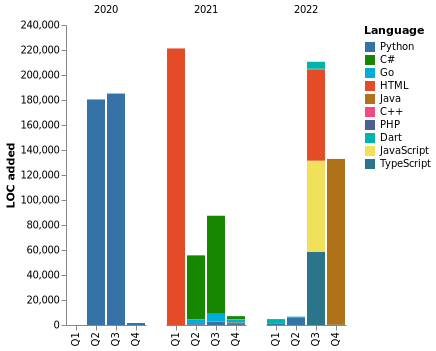 2020 2021 2022
Language
Python
C#
Go
HTML
Java
C++
PHP
Dart
JavaScript
TypeScript
LOC added
240,000
220,000
200,000
180,000
160,000
140,000
120,000
100,000
80,000
60,000
40,000
20,000
0
Q1 Q2 Q3 Q4 Q1 Q2 Q3 Q4 Q1 Q2 Q3 Q4